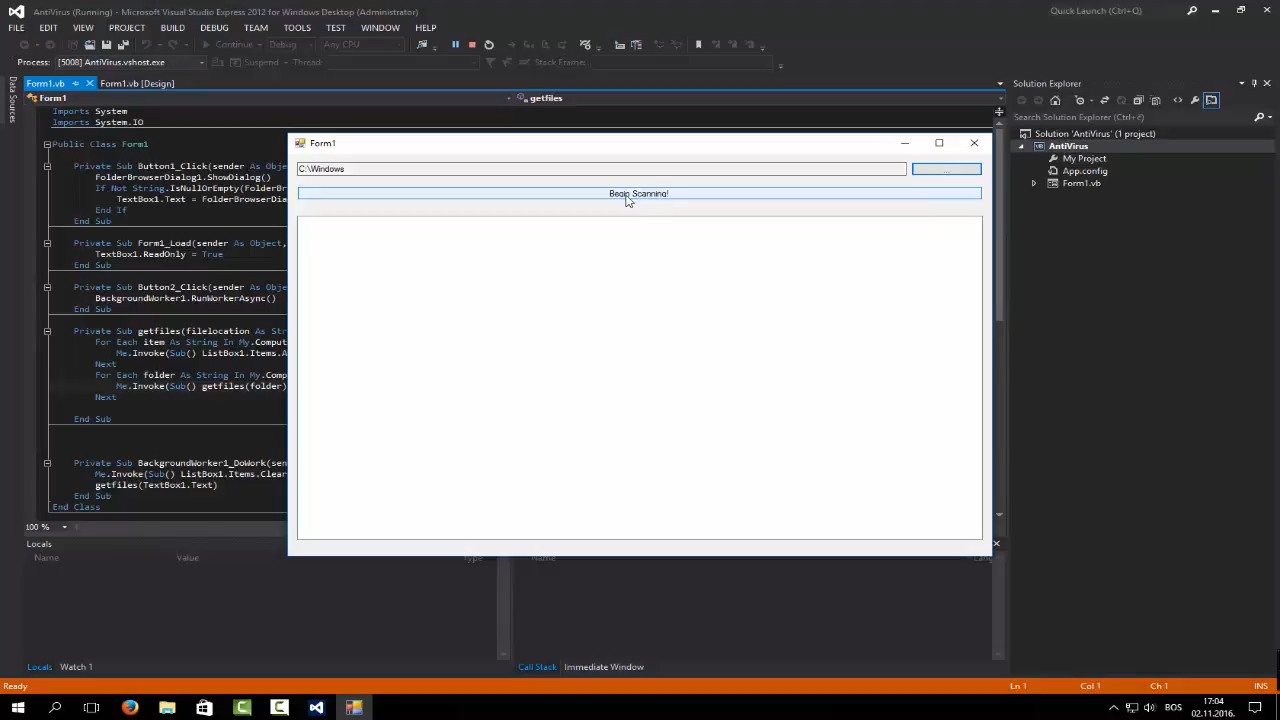 AntiVirus (Running) - Microsoft Visual Studio Express 2012 for Windows Desktop (Administrator)
Quick Launch (Ctrl+Q)
FILE EDIT VIEW PROJECT BUILD DEBUG TEAM TOOLS TEST WINDOW HELP
Continue Debug Any CPU
Process: [5008] AntiVirus.vshost.exe Suspend Thread: Stack Frame:
Data Sources
Form1.vb Form1.vb [Design]
Form1 getfiles
Imports System
Imports System.IO
Public Class Form1
Private Sub Button1_Click(sender As Obje
FolderBrowserDialog1.ShowDialog()
If Not String.IsNullOrEmpty(FolderBr
TextBox1.Text = FolderBrowserDia
End If
End Sub
Private Sub Form1_Load(sender As Object,
TextBox1.ReadOnly = True
End Sub
Private Sub Button2_Click(sender As Obje
BackgroundWorker1.RunWorkerAsync()
End Sub
Private Sub getfiles(filelocation As Str
For Each item As String In My.Comput
Me.Invoke(Sub() ListBox1.Items.A
Next
For Each folder As String In My.Comp
Me.Invoke(Sub() getfiles(folder)
Next
End Sub
Private Sub BackgroundWorker1_DoWork(sen
Me.Invoke(Sub() ListBox1.Items.Clear
getfiles(TextBox1.Text)
End Sub
End Class
100 %
Form1
C:\Windows
...
Begin Scanning!
Solution Explorer
Search Solution Explorer (Ctrl+č)
Solution 'AntiVirus' (1 project)
AntiVirus
My Project
App.config
Form1.vb
Locals
Name Value Type
Name Lang
Locals Watch 1
Call Stack Immediate Window
Ready Ln 1 Col 1 Ch 1 INS
BOS
17:04
02.11.2016.